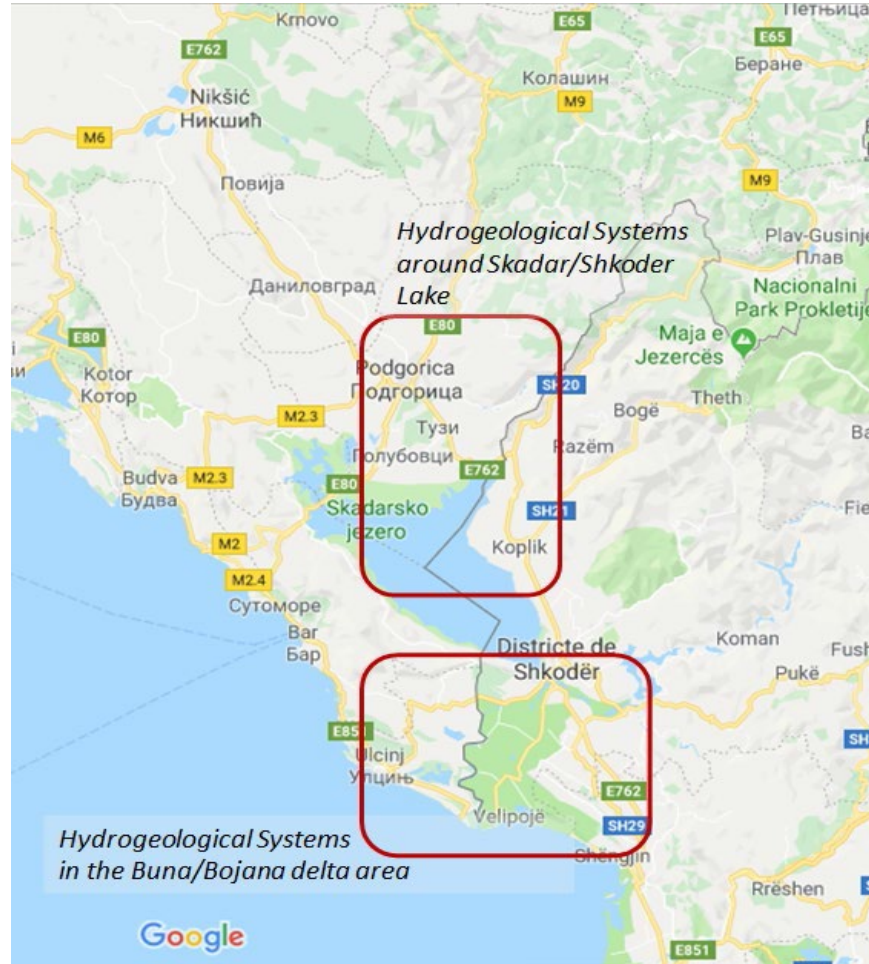 Krnovo
E65
Петњица
E762
E65
Беране
Колашин
Nikšić
Никшић
M9
M6
M9
Повија
Hydrogeological Systems
around Skadar/Shkoder
Lake
Plav-Gusinje
Плав
Даниловград
Nacionalni
Park Prokletije
E80
E80
Maja e
Jezercës
Kotor
Котор
Podgorica
Подгорица
SH20
Theth
M2.3
Тузи
Bogë
Голубовци
Razëm
E762
Budva
Будва
M2.3
E80
Skadarsko
jezero
SH21
Fie
M2
Koplik
M2.4
Сутоморе
Bar
Бар
Districte de
Shkodër
Koman
Fush
Pukë
E851
SH
Ulcinj
Улцињ
E762
Velipojë
SH29
Hydrogeological Systems
in the Buna/Bojana delta area
Shëngjin
Rrëshen
Google
E851